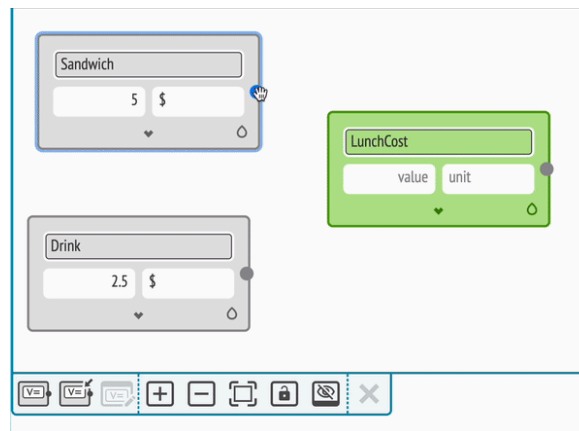 Sandwich
5 $
LunchCost
value unit
Drink
2.5 $
V= V= V=